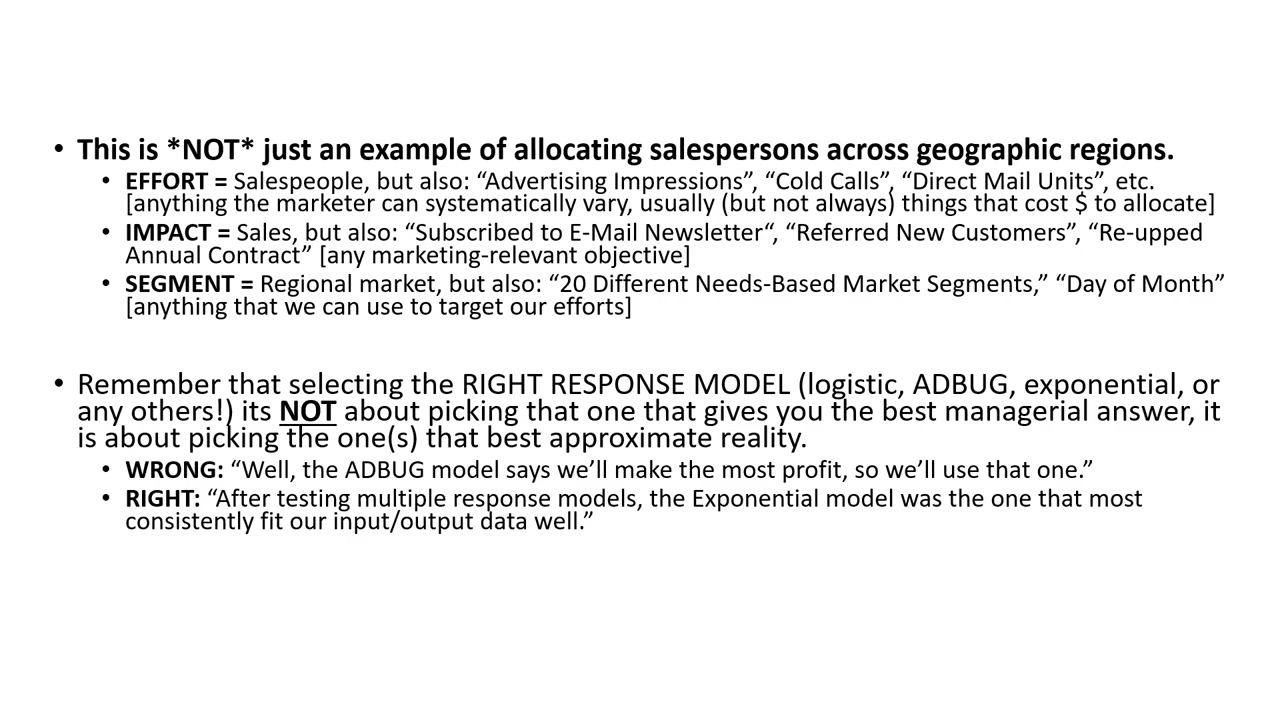 • This is *NOT* just an example of allocating salespersons across geographic regions.
• EFFORT = Salespeople, but also: “Advertising Impressions”, “Cold Calls”, “Direct Mail Units”, etc.
[anything the marketer can systematically vary, usually (but not always) things that cost $ to allocate]
• IMPACT = Sales, but also: “Subscribed to E-Mail Newsletter“, “Referred New Customers”, “Re-upped
Annual Contract” [any marketing-relevant objective]
• SEGMENT = Regional market, but also: “20 Different Needs-Based Market Segments,” “Day of Month”
[anything that we can use to target our efforts]
• Remember that selecting the RIGHT RESPONSE MODEL (logistic, ADBUG, exponential, or
any others!) its NOT about picking that one that gives you the best managerial answer, it
is about picking the one(s) that best approximate reality.
• WRONG: “Well, the ADBUG model says we’ll make the most profit, so we’ll use that one.”
• RIGHT: “After testing multiple response models, the Exponential model was the one that most
consistently fit our input/output data well.”